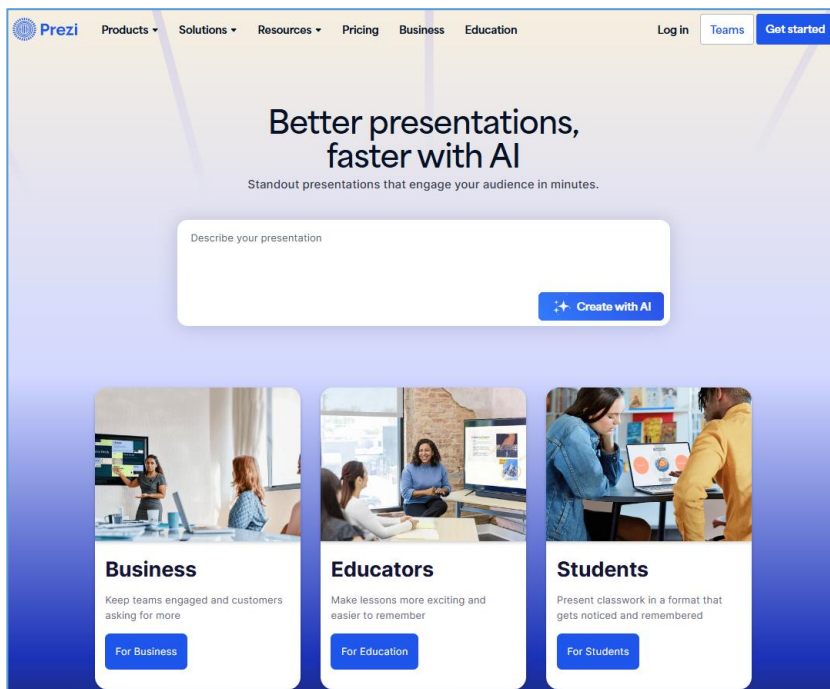 Prezi
Products
Solutions
Resources
Pricing
Business
Education
Log in
Teams
Get started
Better presentations,
faster with AI
Standout presentations that engage your audience in minutes.
Describe your presentation
Create with AI
Business
Keep teams engaged and customers
asking for more
For Business
Educators
Make lessons more exciting and
easier to remember
For Education
Students
Present classwork in a format that
gets noticed and remembered
For Students